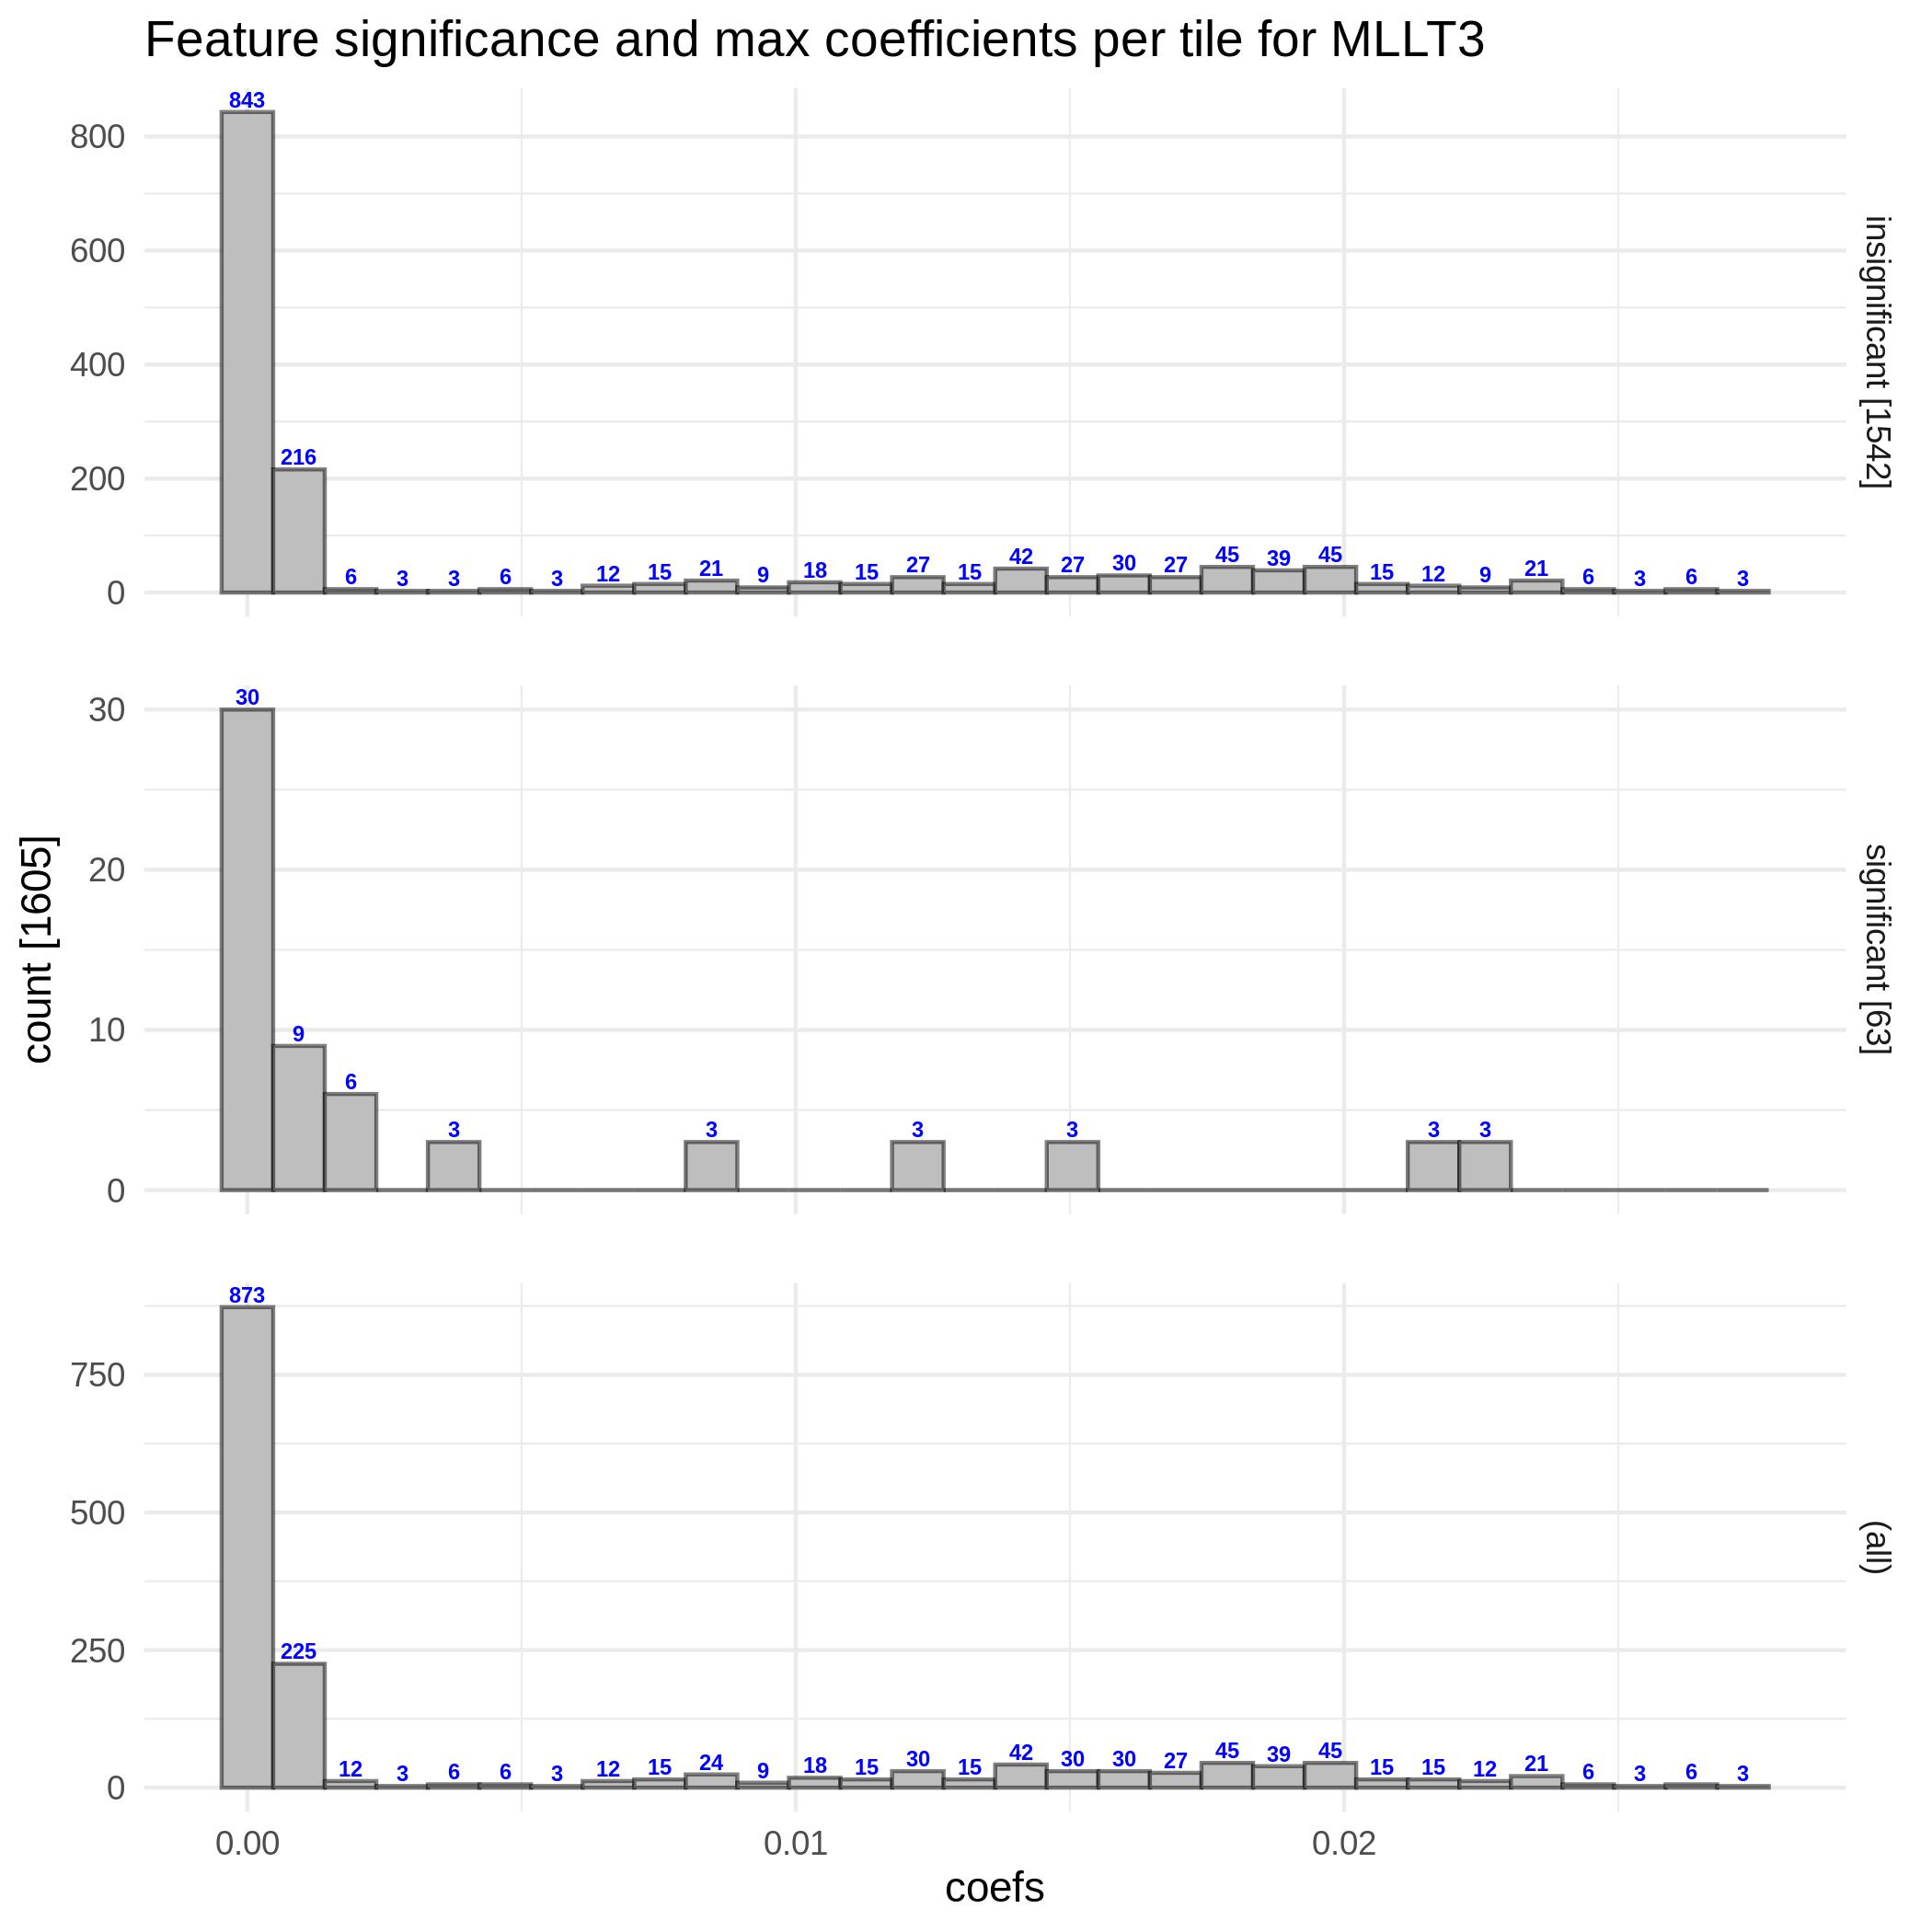 Feature significance and max coefficients per tile for MLLT3
count [1605]
800
600
400
200
0
843
216
6 3 3 6 3 12 15 21 9 18 15 27 15 42 27 30 27 45 39 45 15 12 9 21 6 3 6 3
insignificant [1542]
30
20
10
0
30
9
6
3 3 3 3 3 3
significant [63]
750
500
250
0
873
225
12 3 6 6 3 12 15 24 9 18 15 30 15 42 30 30 27 45 39 45 15 15 12 21 6 3 6 3
(all)
0.00 0.01 0.02
coefs